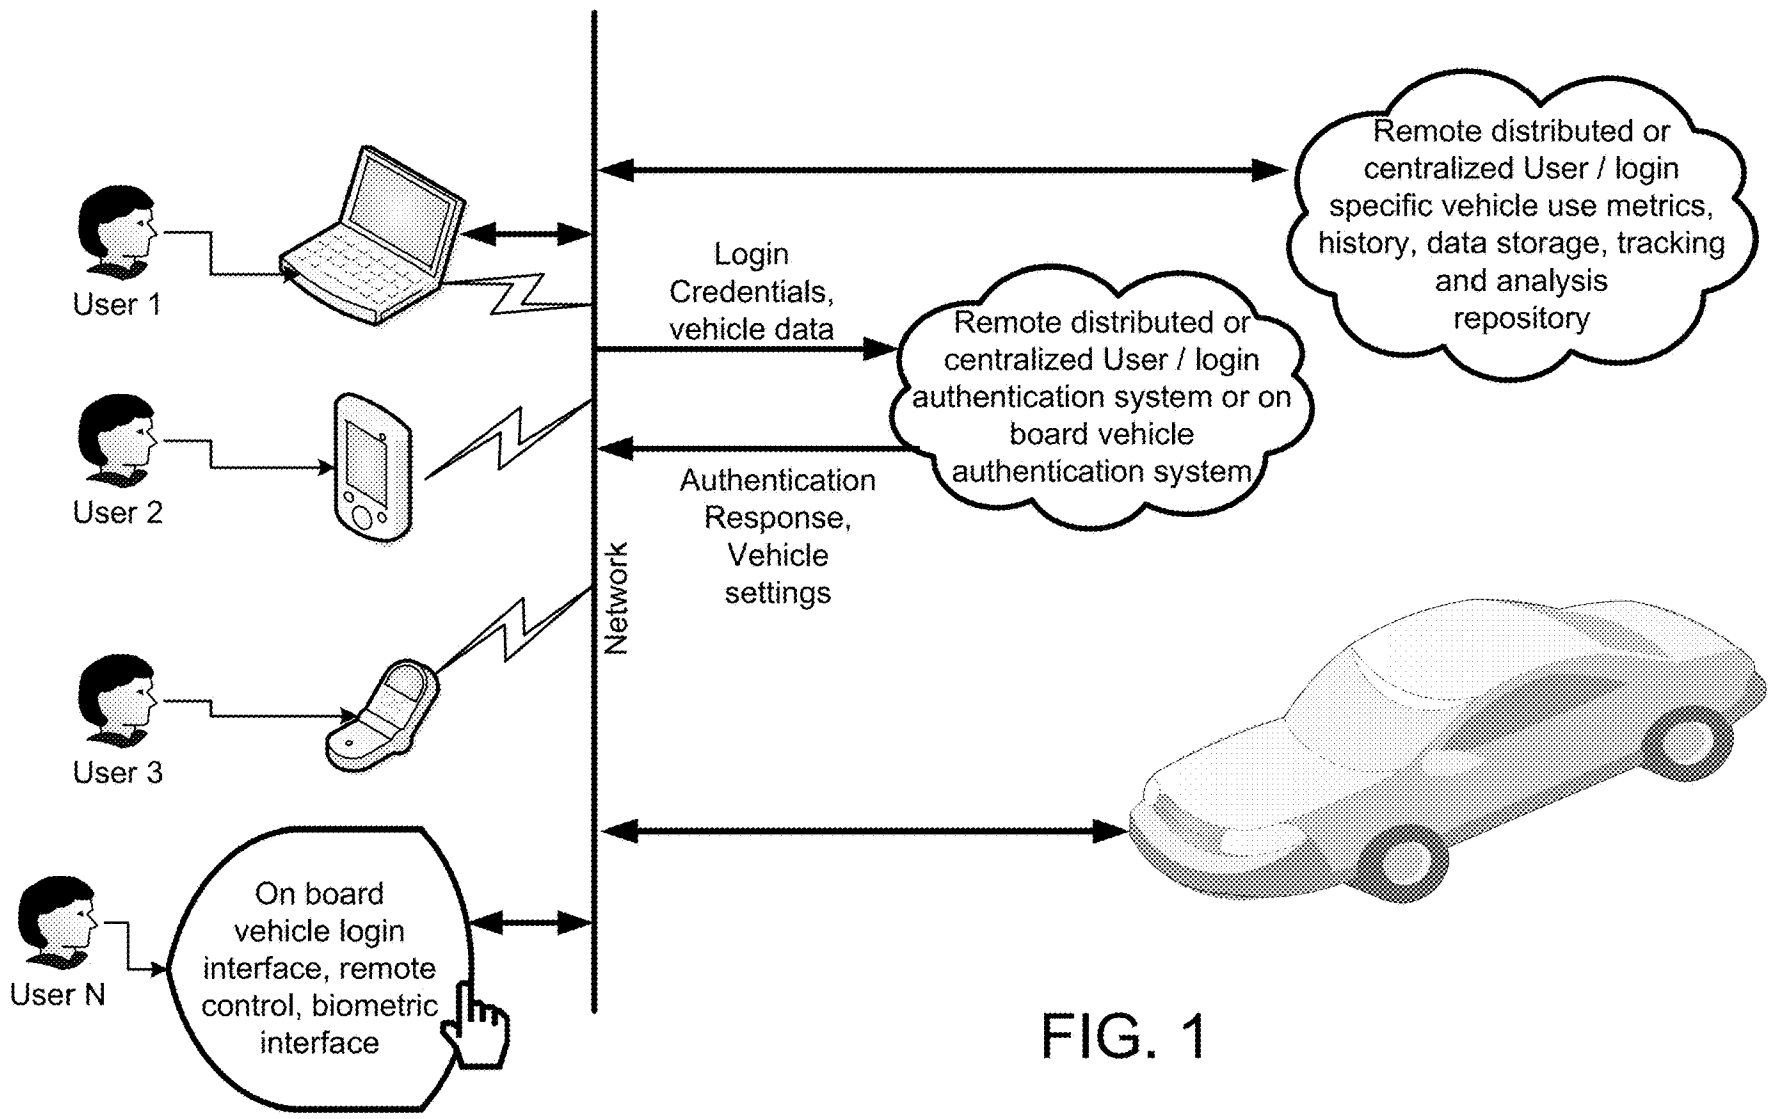 Remote distributed or
centralized User / login
specific vehicle use metrics,
history, data storage, tracking
and analysis
repository
User 1
Login
Credentials,
vehicle data
Remote distributed or
centralized User / login
authentication system or on
board vehicle
authentication system
User 2
Authentication
Response,
Vehicle
settings
Network
User 3
On board
vehicle login
interface, remote
control, biometric
interface
User N
FIG. 1